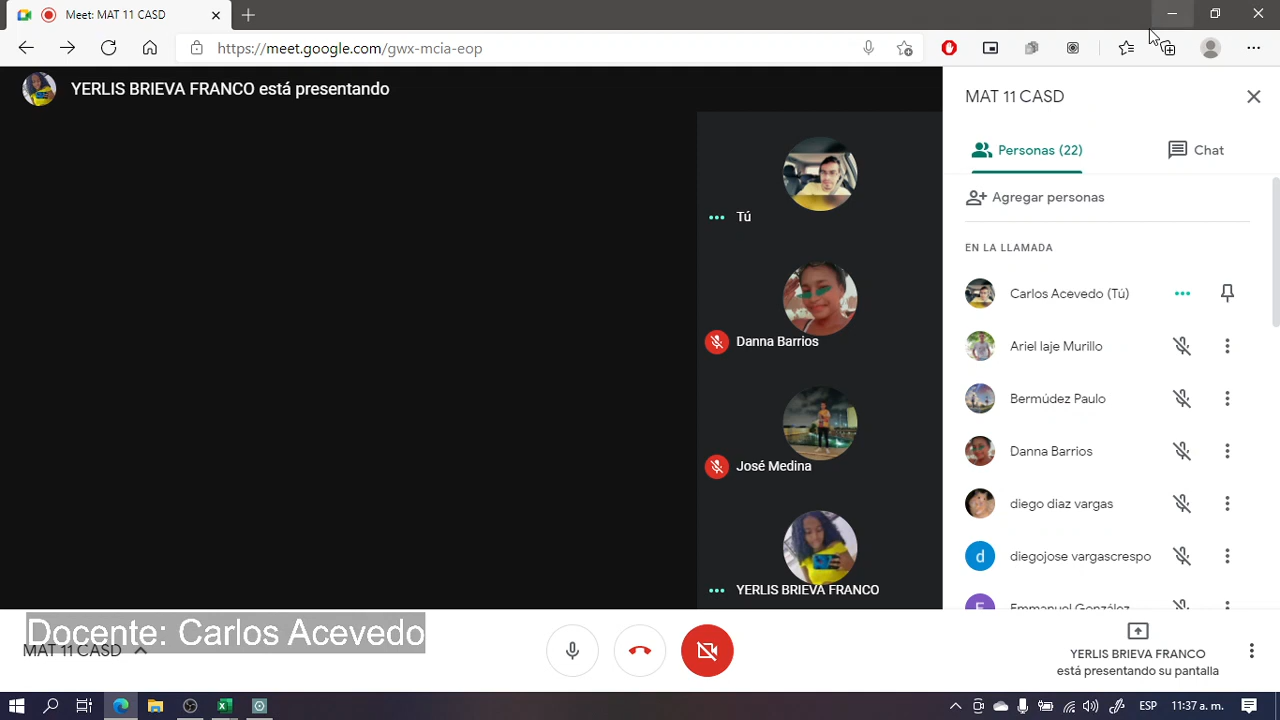 Meet: MAT 11 CASD
https://meet.google.com/gwx-mcia-eop
YERLIS BRIEVA FRANCO está presentando
Tú
Danna Barrios
José Medina
YERLIS BRIEVA FRANCO
MAT 11 CASD
Personas (22)
Chat
Agregar personas
EN LA LLAMADA
Carlos Acevedo (Tú)
Ariel laje Murillo
Bermúdez Paulo
Danna Barrios
diego diaz vargas
d
diegojose vargascrespo
Emmanuel González
Docente: Carlos Acevedo
MAT 11 CASD
YERLIS BRIEVA FRANCO
está presentando su pantalla
ESP
11:37 a. m.